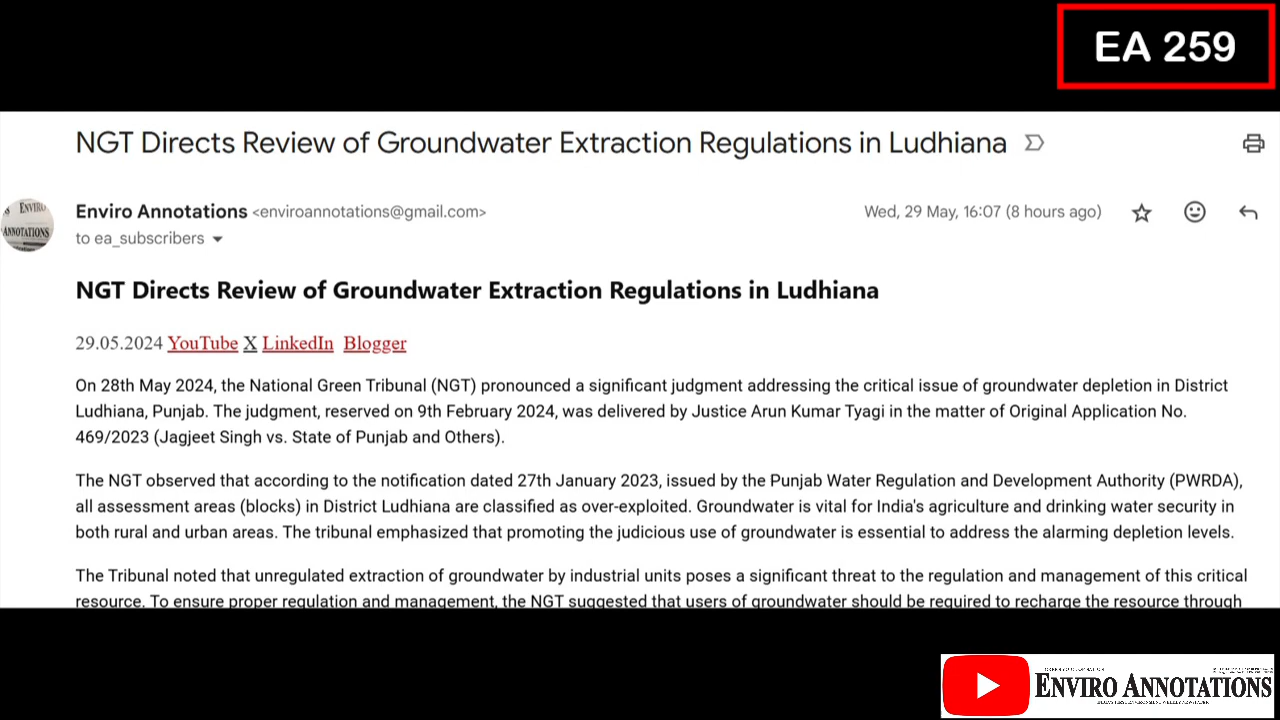 EA 259
NGT Directs Review of Groundwater Extraction Regulations in Ludhiana
Enviro Annotations <enviroannotations@gmail.com>
Wed, 29 May, 16:07 (8 hours ago)
to ea_subscribers
ENVIRO
ANNOTATIONS
NGT Directs Review of Groundwater Extraction Regulations in Ludhiana
29.05.2024 YouTube X LinkedIn Blogger
On 28th May 2024, the National Green Tribunal (NGT) pronounced a significant judgment addressing the critical issue of groundwater depletion in District
Ludhiana, Punjab. The judgment, reserved on 9th February 2024, was delivered by Justice Arun Kumar Tyagi in the matter of Original Application No.
469/2023 (Jagjeet Singh vs. State of Punjab and Others).
The NGT observed that according to the notification dated 27th January 2023, issued by the Punjab Water Regulation and Development Authority (PWRDA),
all assessment areas (blocks) in District Ludhiana are classified as over-exploited. Groundwater is vital for India's agriculture and drinking water security in
both rural and urban areas. The tribunal emphasized that promoting the judicious use of groundwater is essential to address the alarming depletion levels.
The Tribunal noted that unregulated extraction of groundwater by industrial units poses a significant threat to the regulation and management of this critical
resource. To ensure proper regulation and management, the NGT suggested that users of groundwater should be required to recharge the resource through
ENVIRO ANNOTATIONS